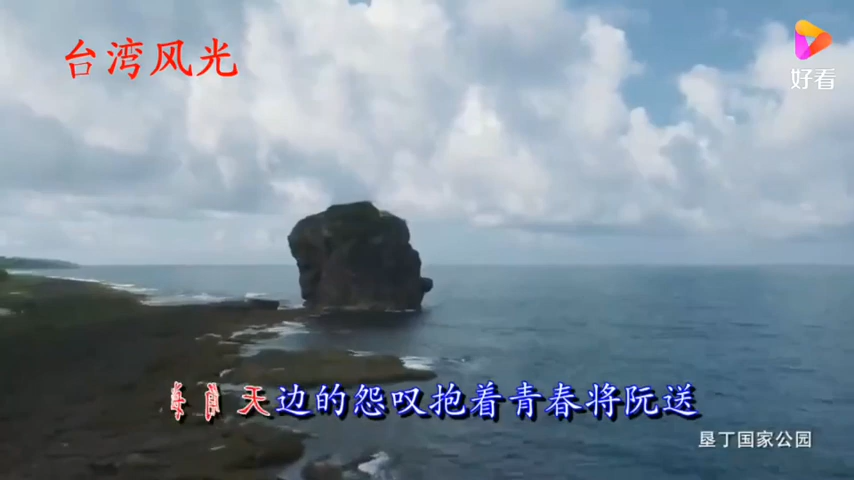 台湾风光
好看
天边的怨叹抱着青春将阮送
垦丁国家公园